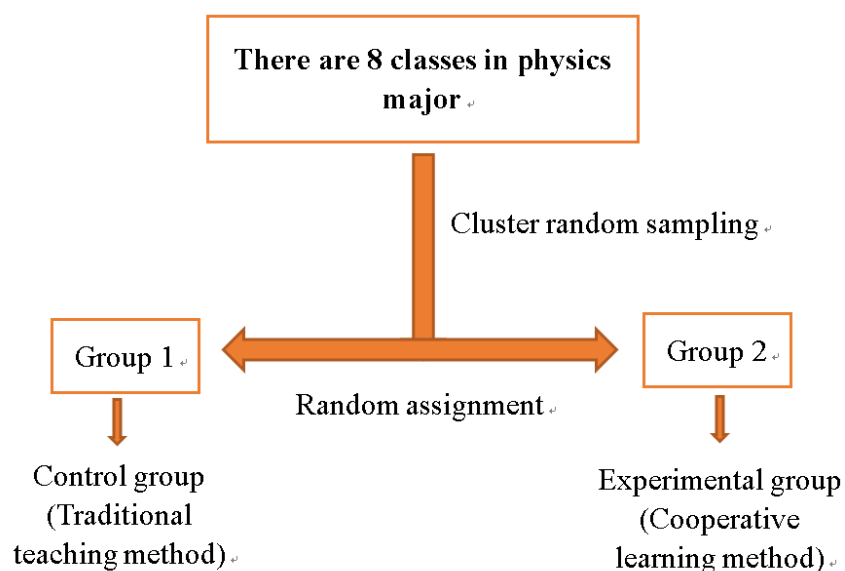 There are 8 classes in physics
major
Cluster random sampling
Group 1
Group 2
Random assignment
Control group
(Traditional
teaching method)
Experimental group
(Cooperative
learning method)